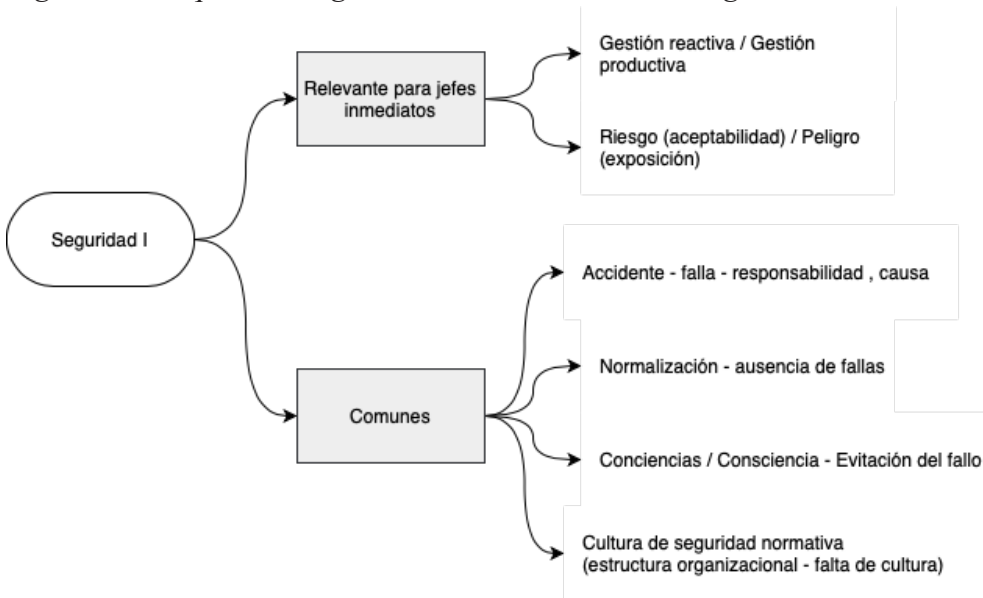 Gestión reactiva / Gestión
productiva
Relevante para jefes
inmediatos
Riesgo (aceptabilidad) / Peligro
(exposición)
Seguridad I
Accidente - falla - responsabilidad , causa
Normalización - ausencia de fallas
Comunes
Conciencias / Consciencia - Evitación del fallo
Cultura de seguridad normativa
(estructura organizacional - falta de cultura)